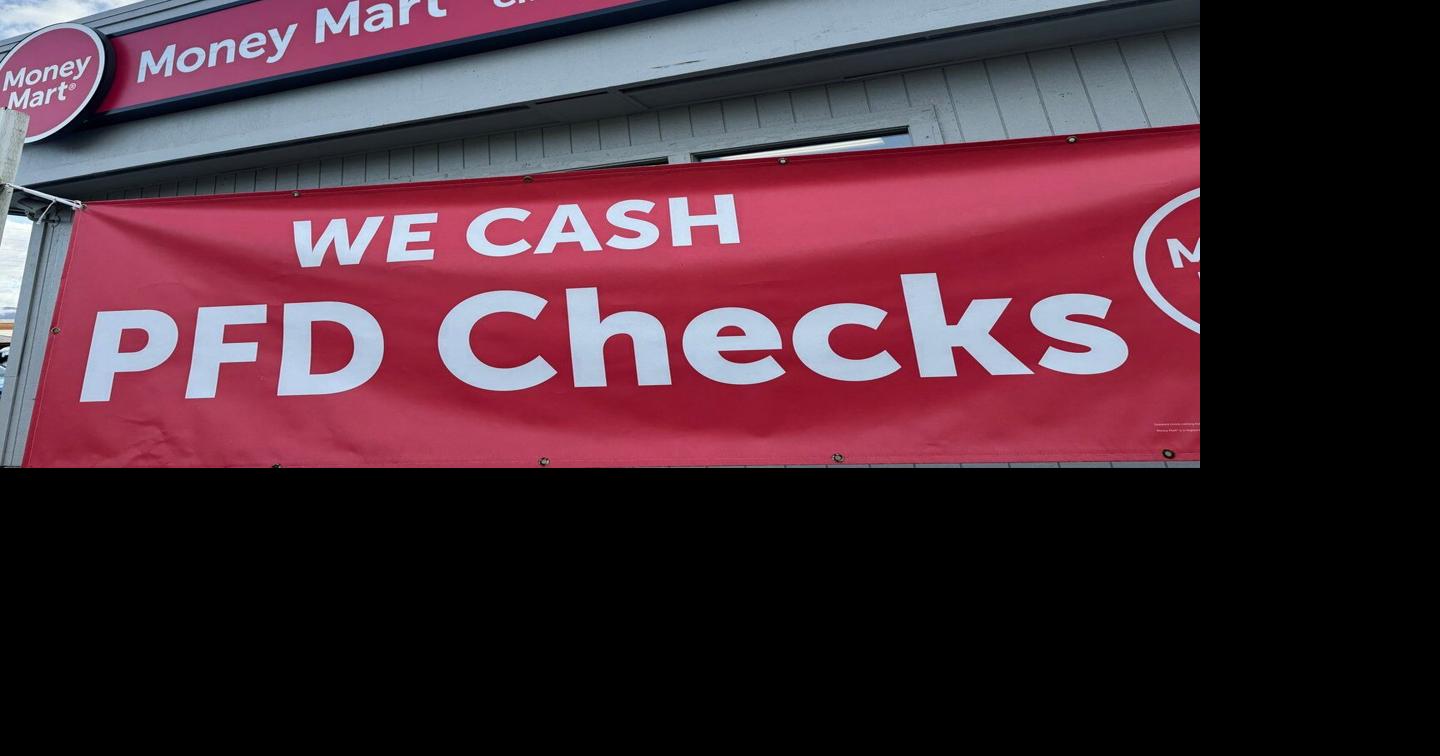 Money Mart
Money
Mart®
WE CASH
PFD Checks